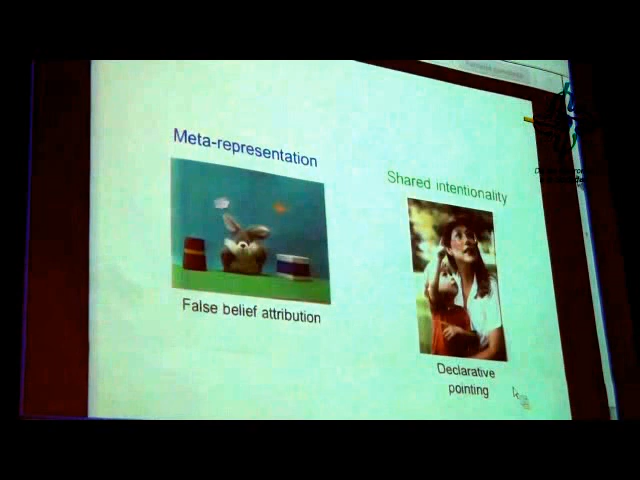 Meta-representation
False belief attribution
Shared intentionality
Declarative
pointing